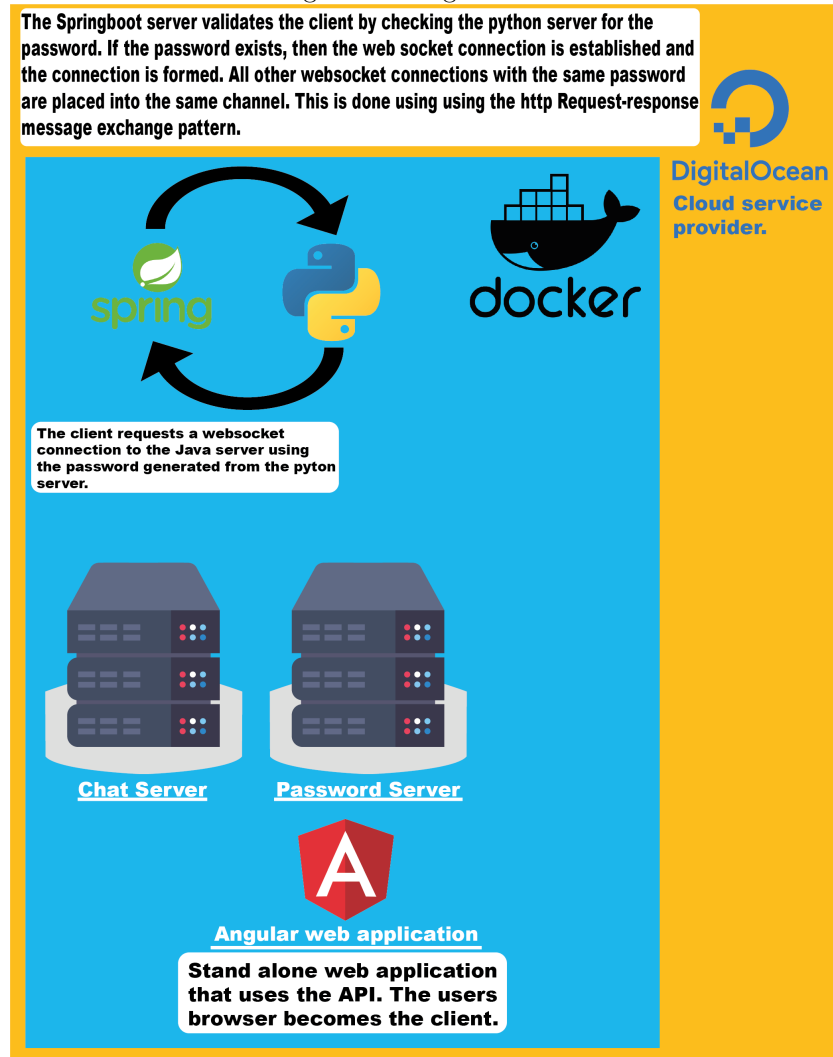 The Springboot server validates the client by checking the python server for the
password. If the password exists, then the web socket connection is established and
the connection is formed. All other websocket connections with the same password
are placed into the same channel. This is done using using the http Request-response
message exchange pattern.
DigitalOcean
Cloud service
provider.
spring
docker
The client requests a websocket
connection to the Java server using
the password generated from the pyton
server.
Chat Server
Password Server
Angular web application
Stand alone web application
that uses the API. The users
browser becomes the client.